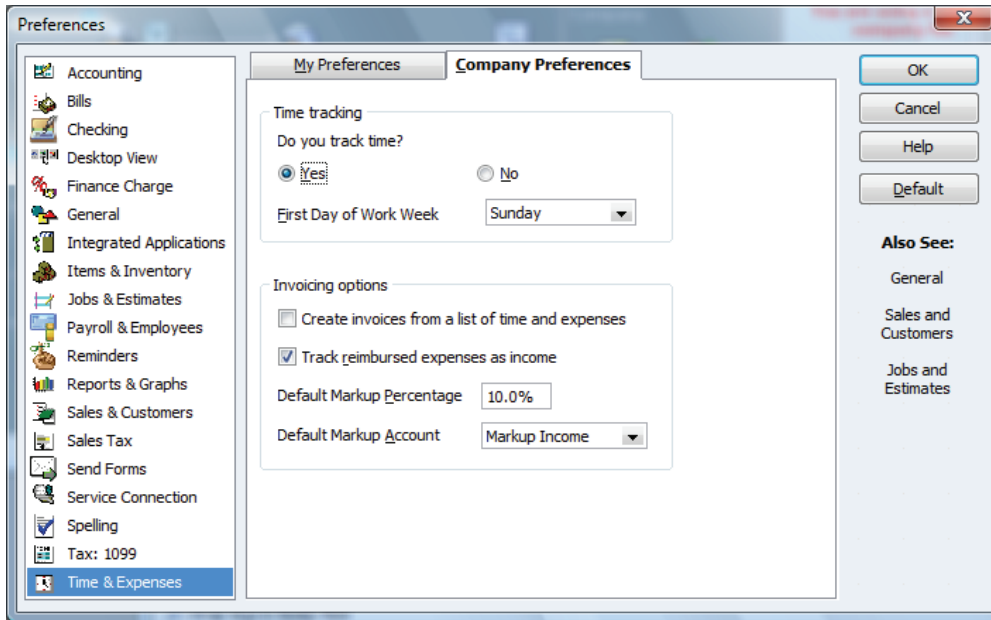 Preferences
Accounting
Bills
Checking
Desktop View
Finance Charge
General
Integrated Applications
Items & Inventory
Jobs & Estimates
Payroll & Employees
Reminders
Reports & Graphs
Sales & Customers
Sales Tax
Send Forms
Service Connection
Spelling
Tax: 1099
Time & Expenses
My Preferences
Company Preferences
Time tracking
Do you track time?
Yes
No
First Day of Work Week
Sunday
Invoicing options
Create invoices from a list of time and expenses
Track reimbursed expenses as income
Default Markup Percentage
10.0%
Default Markup Account
Markup Income
OK
Cancel
Help
Default
Also See:
General
Sales and
Customers
Jobs and
Estimates